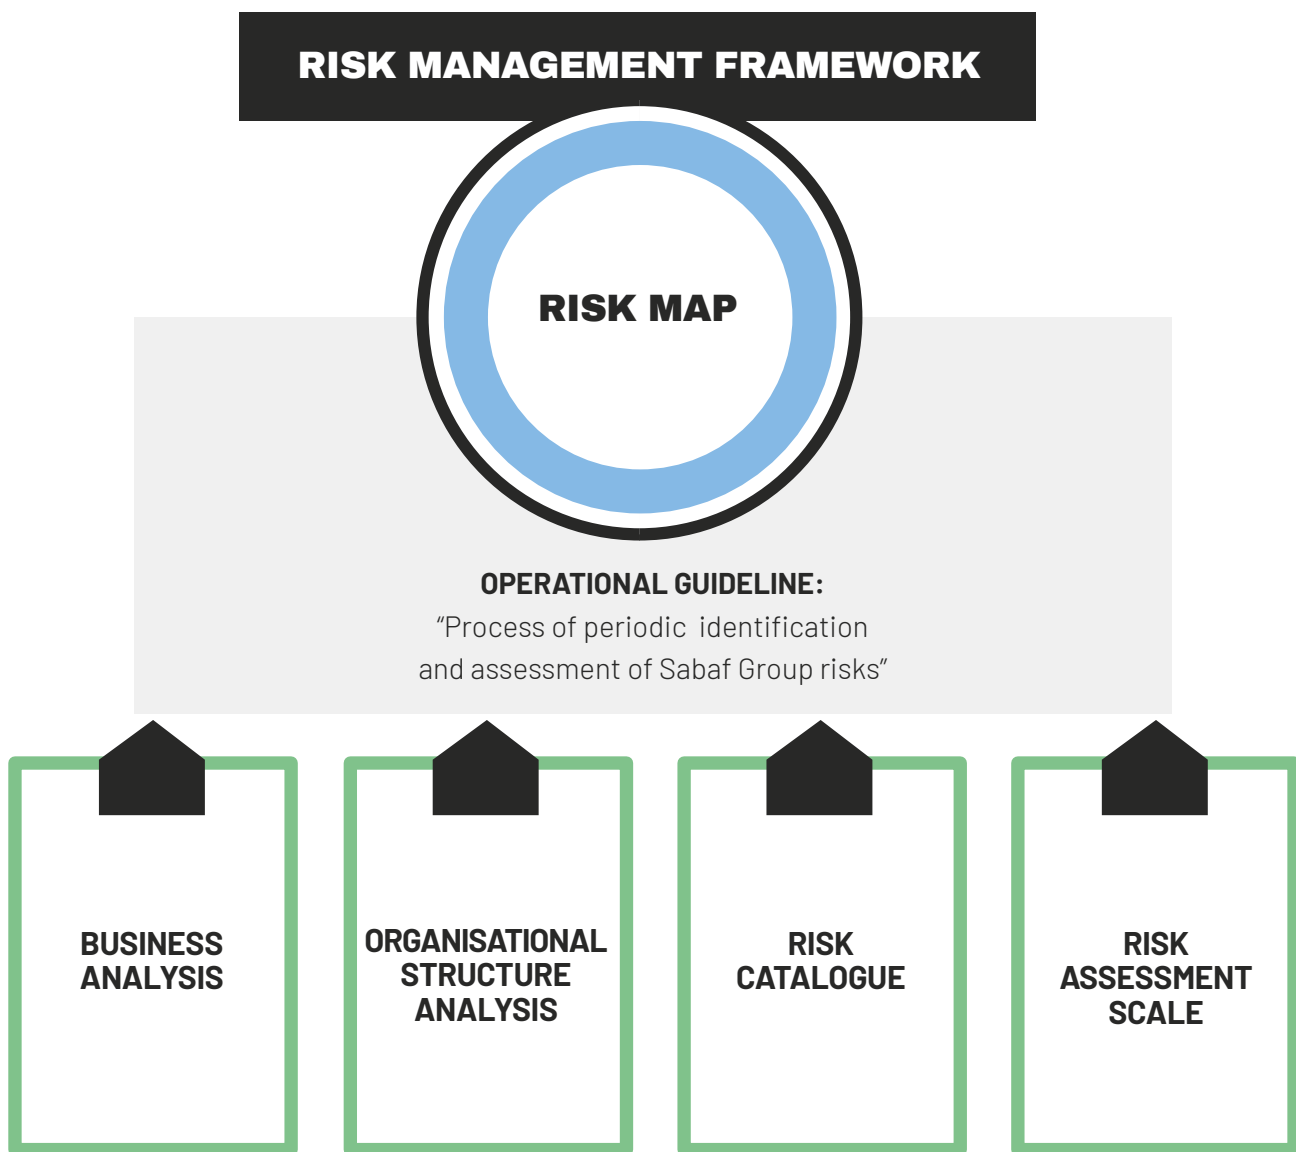 RISK MANAGEMENT FRAMEWORK
RISK MAP
OPERATIONAL GUIDELINE:
“Process of periodic identification
and assessment of Sabaf Group risks”
BUSINESS
ANALYSIS
ORGANISATIONAL
STRUCTURE
ANALYSIS
RISK
CATALOGUE
RISK
ASSESSMENT
SCALE